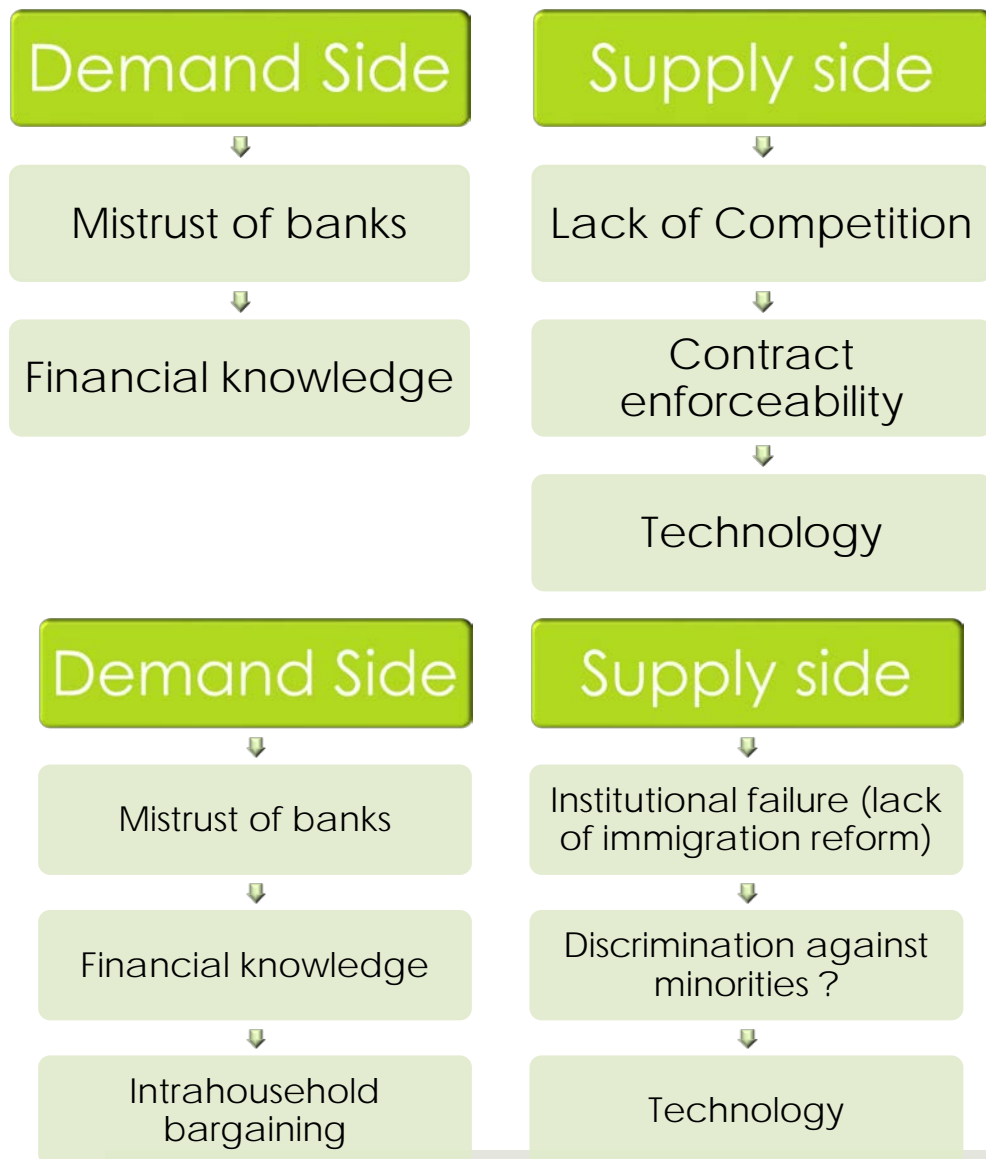 Demand Side
Mistrust of banks
Financial knowledge
Supply side
Lack of Competition
Contract
enforceability
Technology
Demand Side
Mistrust of banks
Financial knowledge
Intrahousehold
bargaining
Supply side
Institutional failure (lack
of immigration reform)
Discrimination against
minorities ?
Technology